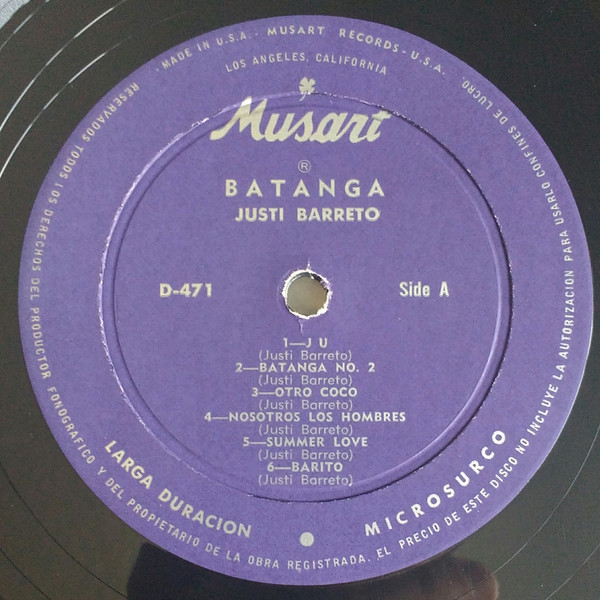 · MADE IN U.S.A. · MUSART RECORDS - U.S.A. ·
LOS ANGELES, CALIFORNIA
Musart
®
BATANGA
JUSTI BARRETO
D-471
Side A
1—J U
(Justi Barreto)
2—BATANGA NO. 2
(Justi Barreto)
3—OTRO COCO
(Justi Barreto)
4—NOSOTROS LOS HOMBRES
(Justi Barreto)
5—SUMMER LOVE
(Justi Barreto)
6—BARITO
(Justi Barreto)
LARGA DURACION
MICROSURCO
RESERVADOS TODOS LOS DERECHOS DEL PRODUCTOR FONOGRAFICO Y DEL PROPIETARIO DE LA OBRA REGISTRADA. EL PRECIO DE ESTE DISCO NO INCLUYE LA AUTORIZACION PARA USARLO CONFINES DE LUCRO.